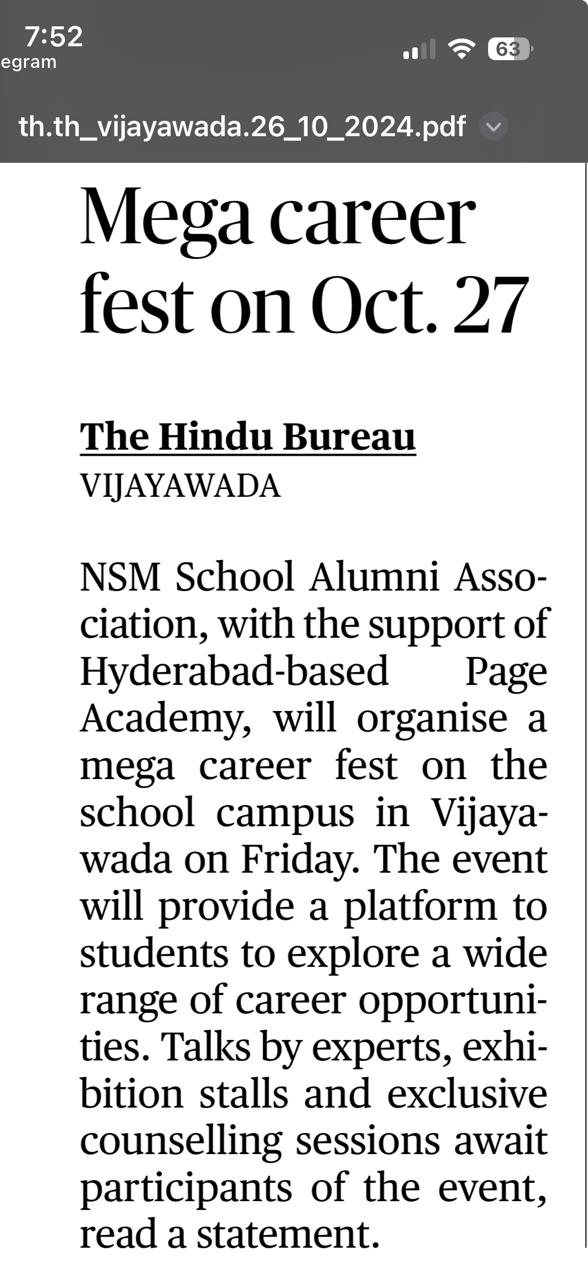 7:52
63
egram
th.th_vijayawada.26_10_2024.pdf
Mega career
fest on Oct. 27
The Hindu Bureau
VIJAYAWADA
NSM School Alumni Asso-
ciation, with the support of
Hyderabad-based Page
Academy, will organise a
mega career fest on the
school campus in Vijaya-
wada on Friday. The event
will provide a platform to
students to explore a wide
range of career opportuni-
ties. Talks by experts, exhi-
bition stalls and exclusive
counselling sessions await
participants of the event,
read a statement.